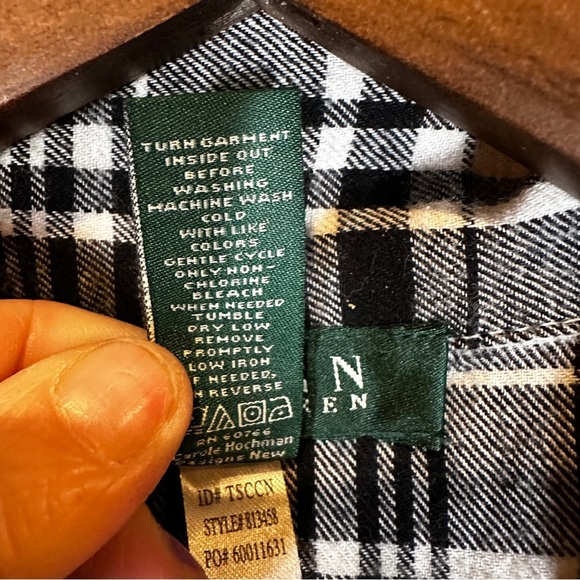 TURN GARMENT
INSIDE OUT
BEFORE
WASHING
MACHINE WASH
COLD
WITH LIKE
COLORS
GENTLE CYCLE
ONLY NON-
CHLORINE
BLEACH
WHEN NEEDED
TUMBLE
DRY LOW
REMOVE
PROMPTLY
LOW IRON
IF NEEDED,
ON REVERSE
RN 60766
Carole Hochman
Designs New
N
EN
ID# TSCCN
STYLE# 813458
PO# 60011631